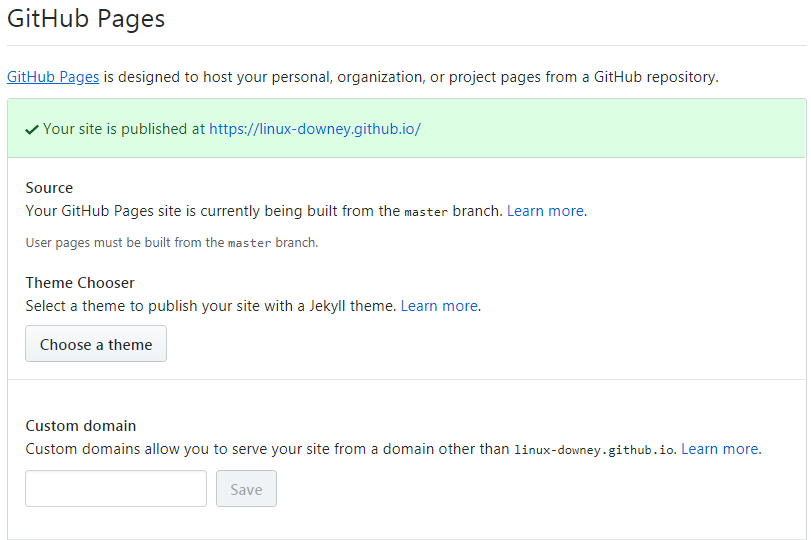 GitHub Pages
GitHub Pages is designed to host your personal, organization, or project pages from a GitHub repository.
Your site is published at https://linux-downey.github.io/
Source
Your GitHub Pages site is currently being built from the master branch. Learn more.
User pages must be built from the master branch.
Theme Chooser
Select a theme to publish your site with a Jekyll theme. Learn more.
Choose a theme
Custom domain
Custom domains allow you to serve your site from a domain other than linux-downey.github.io. Learn more.
Save